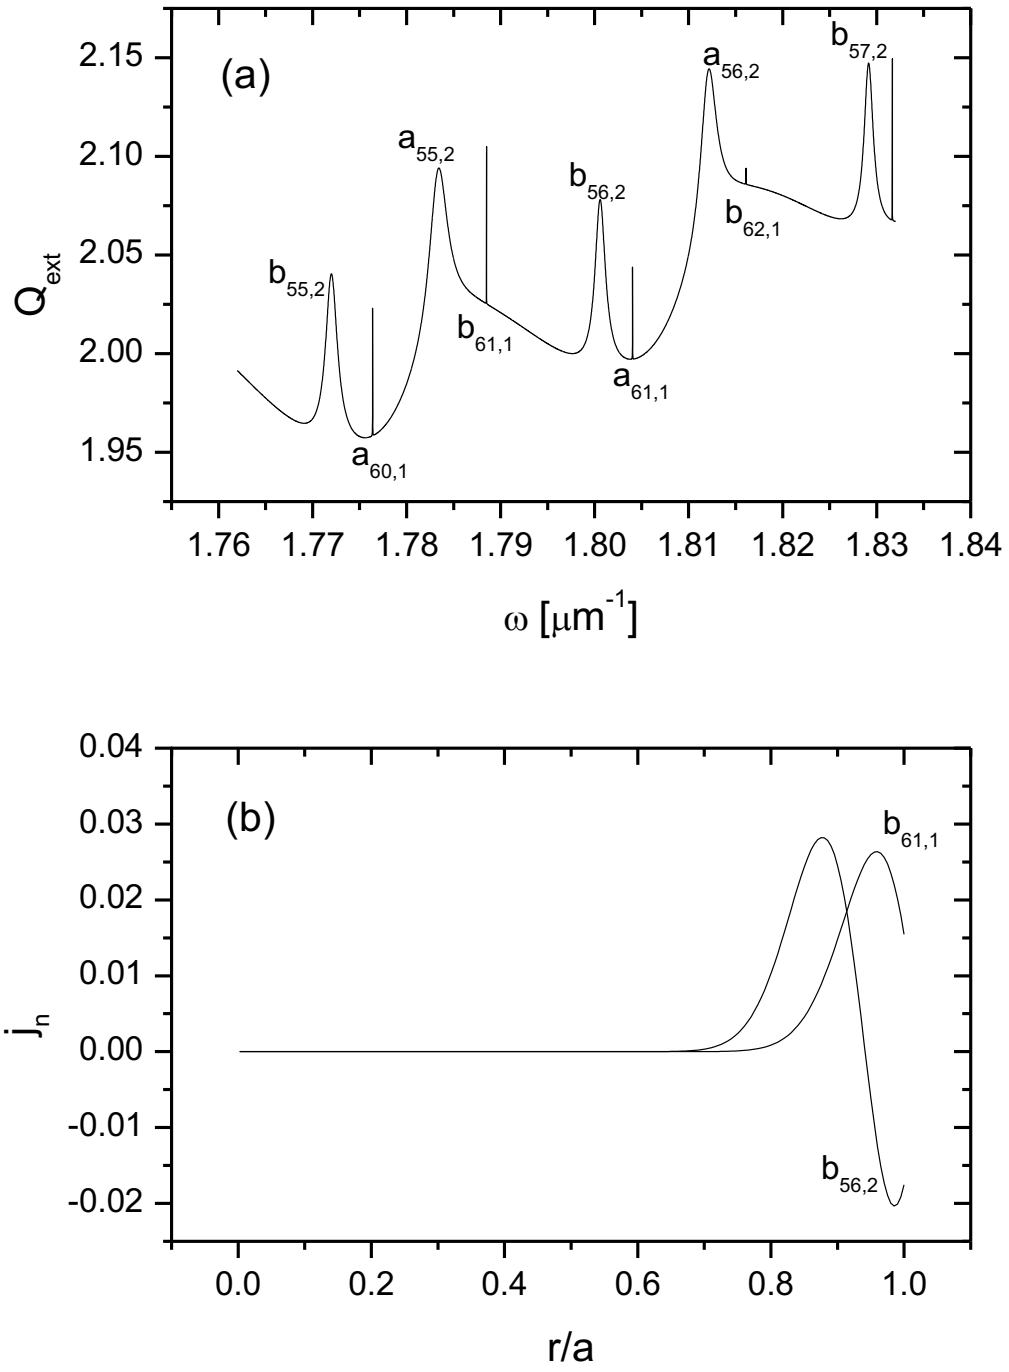 (a)
2.15
2.10
2.05
2.00
1.95
Q_ext
b_55,2
a_60,1
a_55,2
b_61,1
b_56,2
a_61,1
a_56,2
b_62,1
b_57,2
1.76 1.77 1.78 1.79 1.80 1.81 1.82 1.83 1.84
ω [μm^-1]
(b)
0.04
0.03
0.02
0.01
0.00
-0.01
-0.02
j_n
b_61,1
b_56,2
0.0 0.2 0.4 0.6 0.8 1.0
r/a